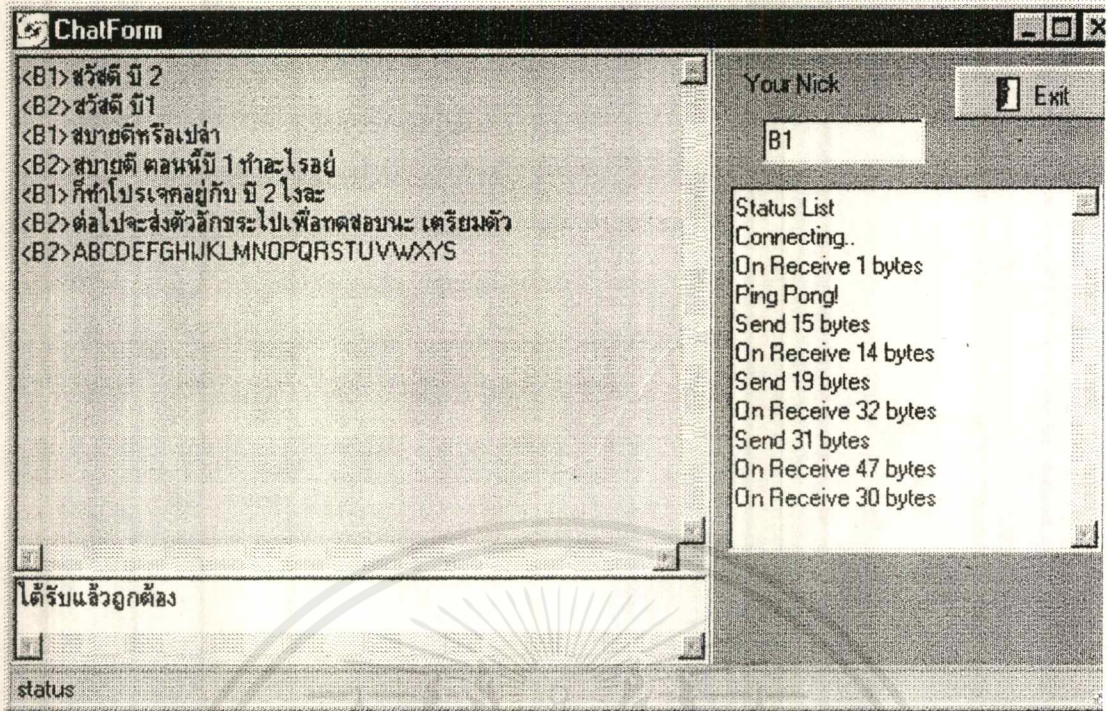 ChatForm
<B1>สวัสดี บี 2
<B2>สวัสดี บี1
<B1>สบายดีหรือเปล่า
<B2>สบายดี ตอนนี้บี 1 ทำอะไรอยู่
<B1>ก็ทำโปรเจคอยู่กับ บี 2 ไงละ
<B2>ต่อไปจะส่งตัวอักขระไปเพื่อทดสอบนะ เตรียมตัว
<B2>ABCDEFGHIJKLMNOPQRSTUVWXYS
ได้รับแล้วถูกต้อง
status
Your Nick
Exit
B1
Status List
Connecting..
On Receive 1 bytes
Ping Pong!
Send 15 bytes
On Receive 14 bytes
Send 19 bytes
On Receive 32 bytes
Send 31 bytes
On Receive 47 bytes
On Receive 30 bytes